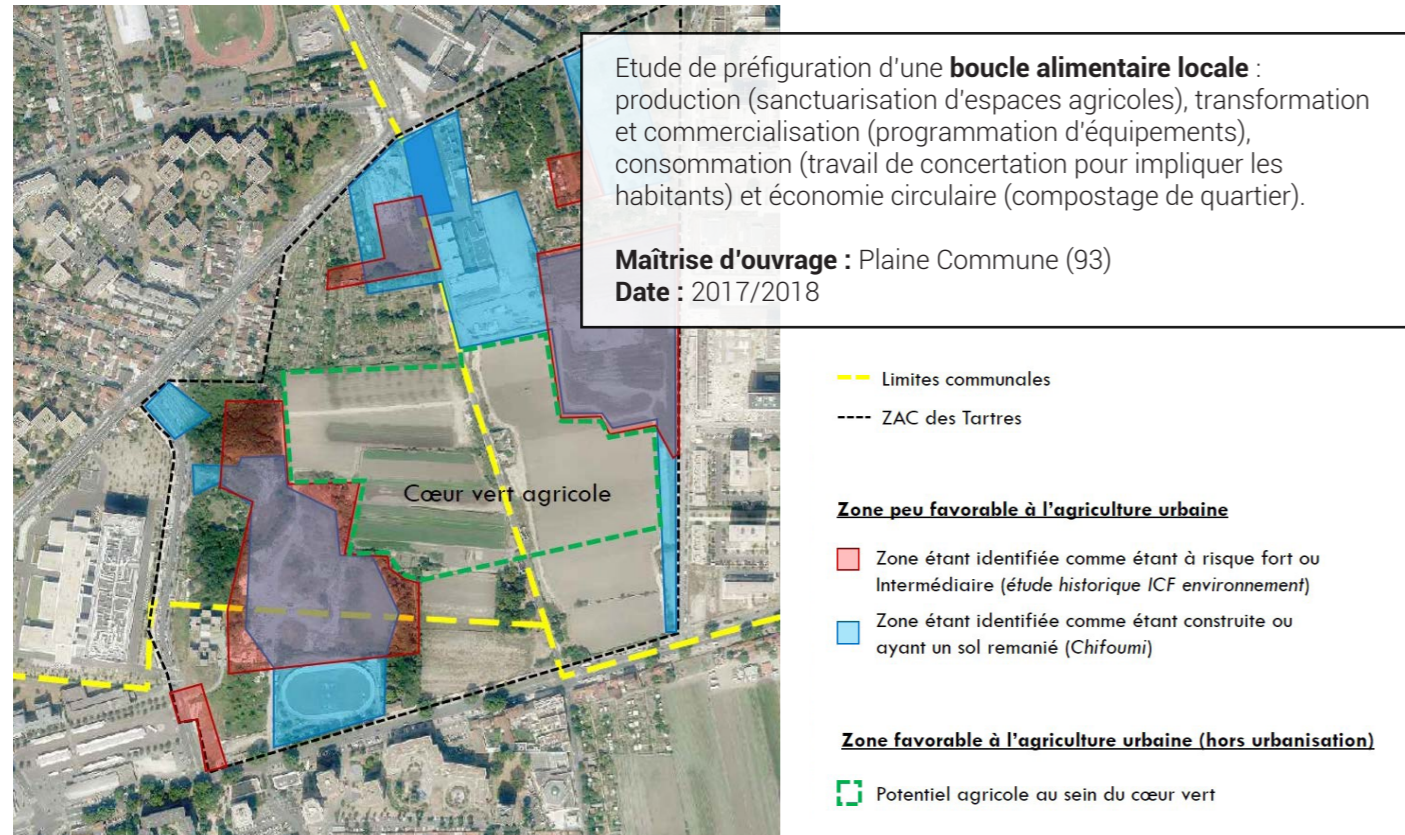 Etude de préfiguration d'une boucle alimentaire locale :
production (sanctuarisation d'espaces agricoles), transformation
et commercialisation (programmation d'équipements),
consommation (travail de concertation pour impliquer les
habitants) et économie circulaire (compostage de quartier).
Maîtrise d'ouvrage : Plaine Commune (93)
Date : 2017/2018
Limites communales
ZAC des Tartres
Zone peu favorable à l'agriculture urbaine
Zone étant identifiée comme étant à risque fort ou
Intermédiaire (étude historique ICF environnement)
Zone étant identifiée comme étant construite ou
ayant un sol remanié (Chifoumi)
Zone favorable à l'agriculture urbaine (hors urbanisation)
Potentiel agricole au sein du cœur vert
Cœur vert agricole